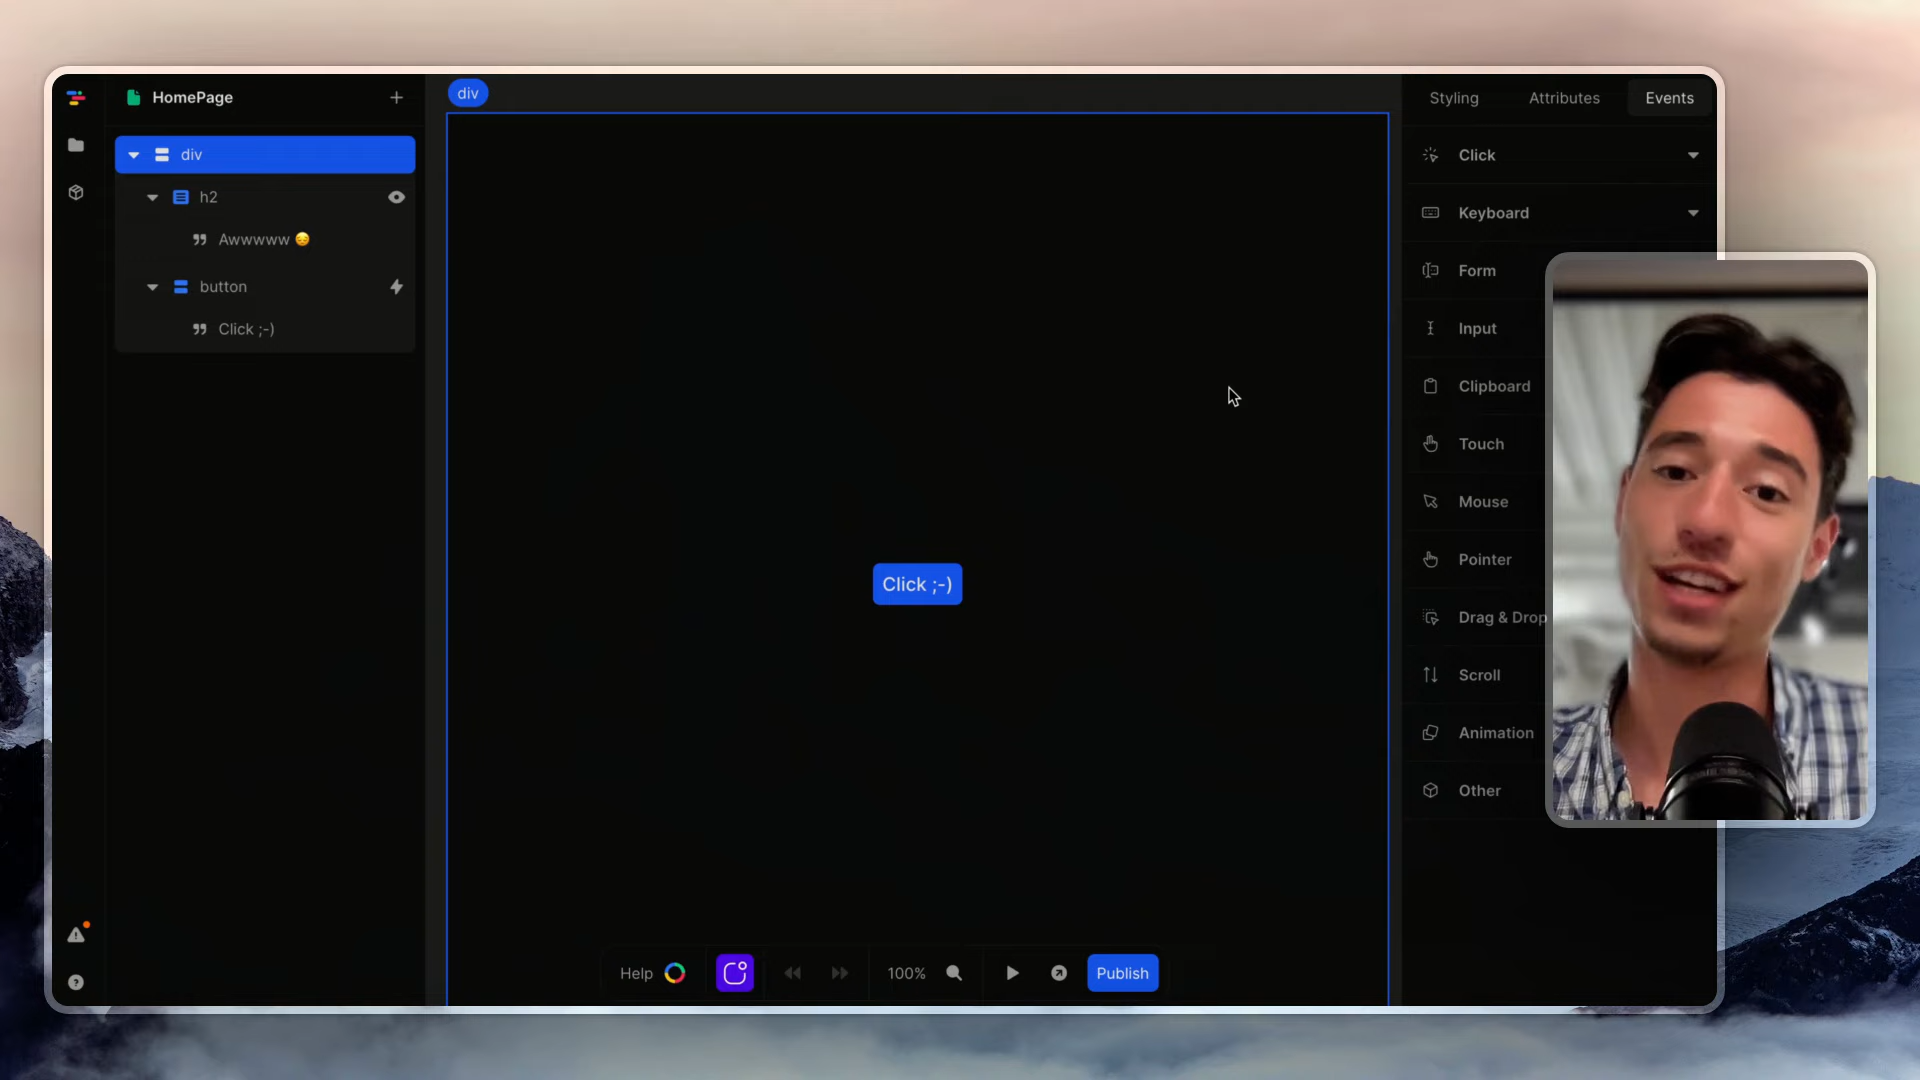 HomePage
div
h2
Awwwww 😔
button
Click ;-)
div
Click ;-)
Help
100%
Publish
Styling
Attributes
Events
Click
Keyboard
Form
Input
Clipboard
Touch
Mouse
Pointer
Drag & Drop
Scroll
Animation
Other